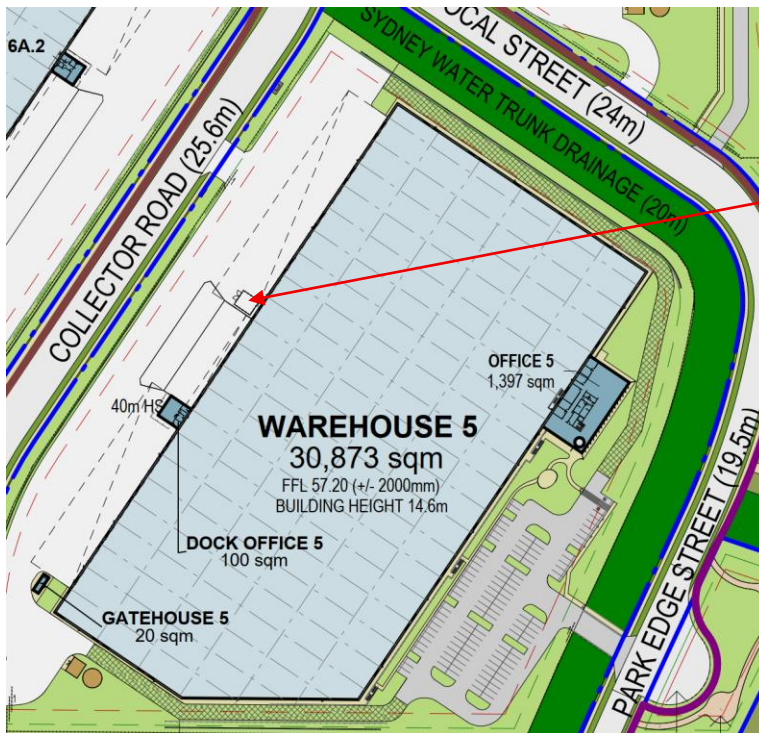 6A.2
SYDNEY WATER TRUNK DRAINAGE (20m)
OCAL STREET (24m)
COLLECTOR ROAD (25.6m)
OFFICE 5
1,397 sqm
40m HS
WAREHOUSE 5
30,873 sqm
FFL 57.20 (+/- 2000mm)
BUILDING HEIGHT 14.6m
DOCK OFFICE 5
100 sqm
GATEHOUSE 5
20 sqm
PARK EDGE STREET (19.5m)